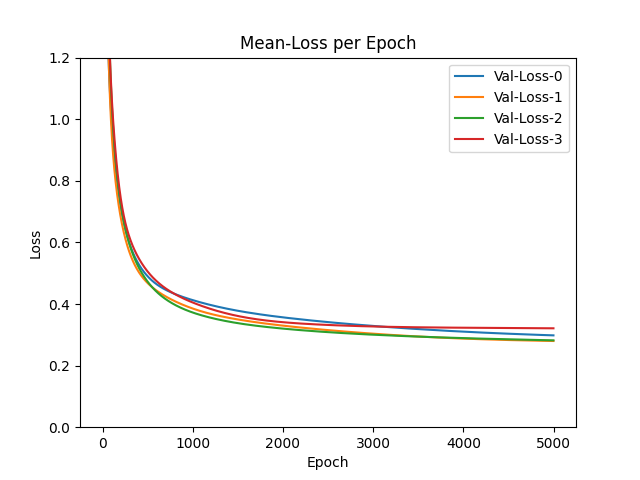 Mean-Loss per Epoch
1.2
1.0
0.8
0.6
0.4
0.2
0.0
Loss
Val-Loss-0
Val-Loss-1
Val-Loss-2
Val-Loss-3
0 1000 2000 3000 4000 5000
Epoch